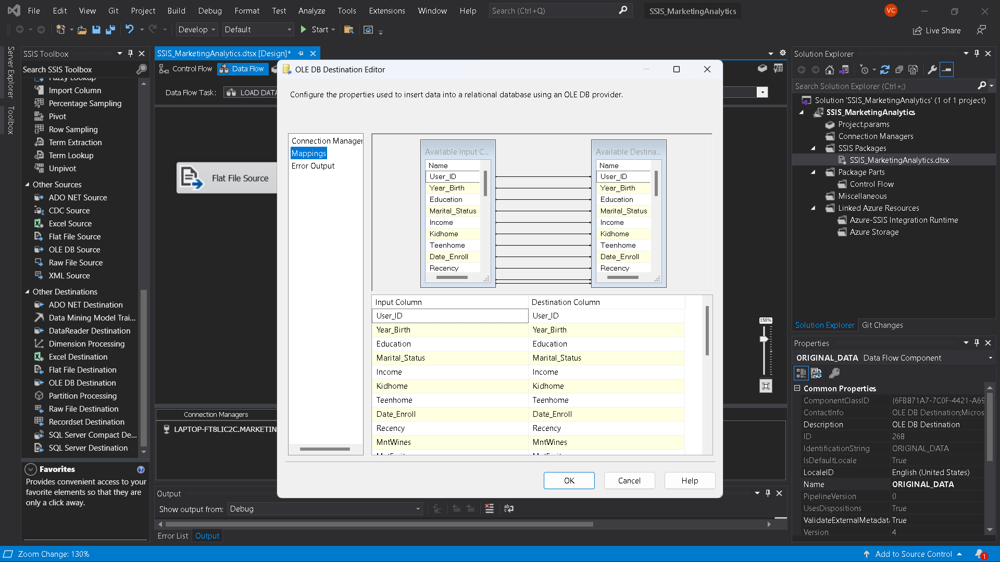 File Edit View Git Project Build Debug Format Test Analyze Tools Extensions Window Help Search (Ctrl+Q) SSIS_MarketingAnalytics VC
Develop Default Start Live Share
Server Explorer
Toolbox
SSIS Toolbox
Search SSIS Toolbox
Fuzzy Lookup
Import Column
Percentage Sampling
Pivot
Row Sampling
Term Extraction
Term Lookup
Unpivot
Other Sources
ADO NET Source
CDC Source
Excel Source
Flat File Source
OLE DB Source
Raw File Source
XML Source
Other Destinations
ADO NET Destination
Data Mining Model Trai...
DataReader Destination
Dimension Processing
Excel Destination
Flat File Destination
OLE DB Destination
Partition Processing
Raw File Destination
Recordset Destination
SQL Server Compact De...
SQL Server Destination
Favorites
Provides convenient access to your
favorite elements so that they are
only a click away.
SSIS_MarketingAnalytics.dtsx [Design]*
Control Flow Data Flow
Data Flow Task: LOAD DATA
Flat File Source
150%
Connection Managers
LAPTOP-FT8LIC2C.MARKETIN
OLE DB Destination Editor
Configure the properties used to insert data into a relational database using an OLE DB provider.
Connection Manager
Mappings
Error Output
Available Input C...
Name
User_ID
Year_Birth
Education
Marital_Status
Income
Kidhome
Teenhome
Date_Enroll
Recency
Available Destina...
Name
User_ID
Year_Birth
Education
Marital_Status
Income
Kidhome
Teenhome
Date_Enroll
Recency
Input Column Destination Column
User_ID User_ID
Year_Birth Year_Birth
Education Education
Marital_Status Marital_Status
Income Income
Kidhome Kidhome
Teenhome Teenhome
Date_Enroll Date_Enroll
Recency Recency
MntWines MntWines
OK Cancel Help
Output
Show output from: Debug
Error List Output
Solution Explorer
Search Solution Explorer (Ctrl+;)
Solution 'SSIS_MarketingAnalytics' (1 of 1 project)
SSIS_MarketingAnalytics
Project.params
Connection Managers
SSIS Packages
SSIS_MarketingAnalytics.dtsx
Package Parts
Control Flow
Miscellaneous
Linked Azure Resources
Azure-SSIS Integration Runtime
Azure Storage
Solution Explorer Git Changes
Properties
ORIGINAL_DATA Data Flow Component
Common Properties
ComponentClassID {6FB871A7-7C0F-4421-A69
ContactInfo OLE DB Destination;Micros
Description OLE DB Destination
ID 268
IdentificationString ORIGINAL_DATA
IsDefaultLocale True
LocaleID English (United States)
Name ORIGINAL_DATA
PipelineVersion 0
UsesDispositions True
ValidateExternalMetadat True
Version 4
Zoom Change: 130% Add to Source Control 1